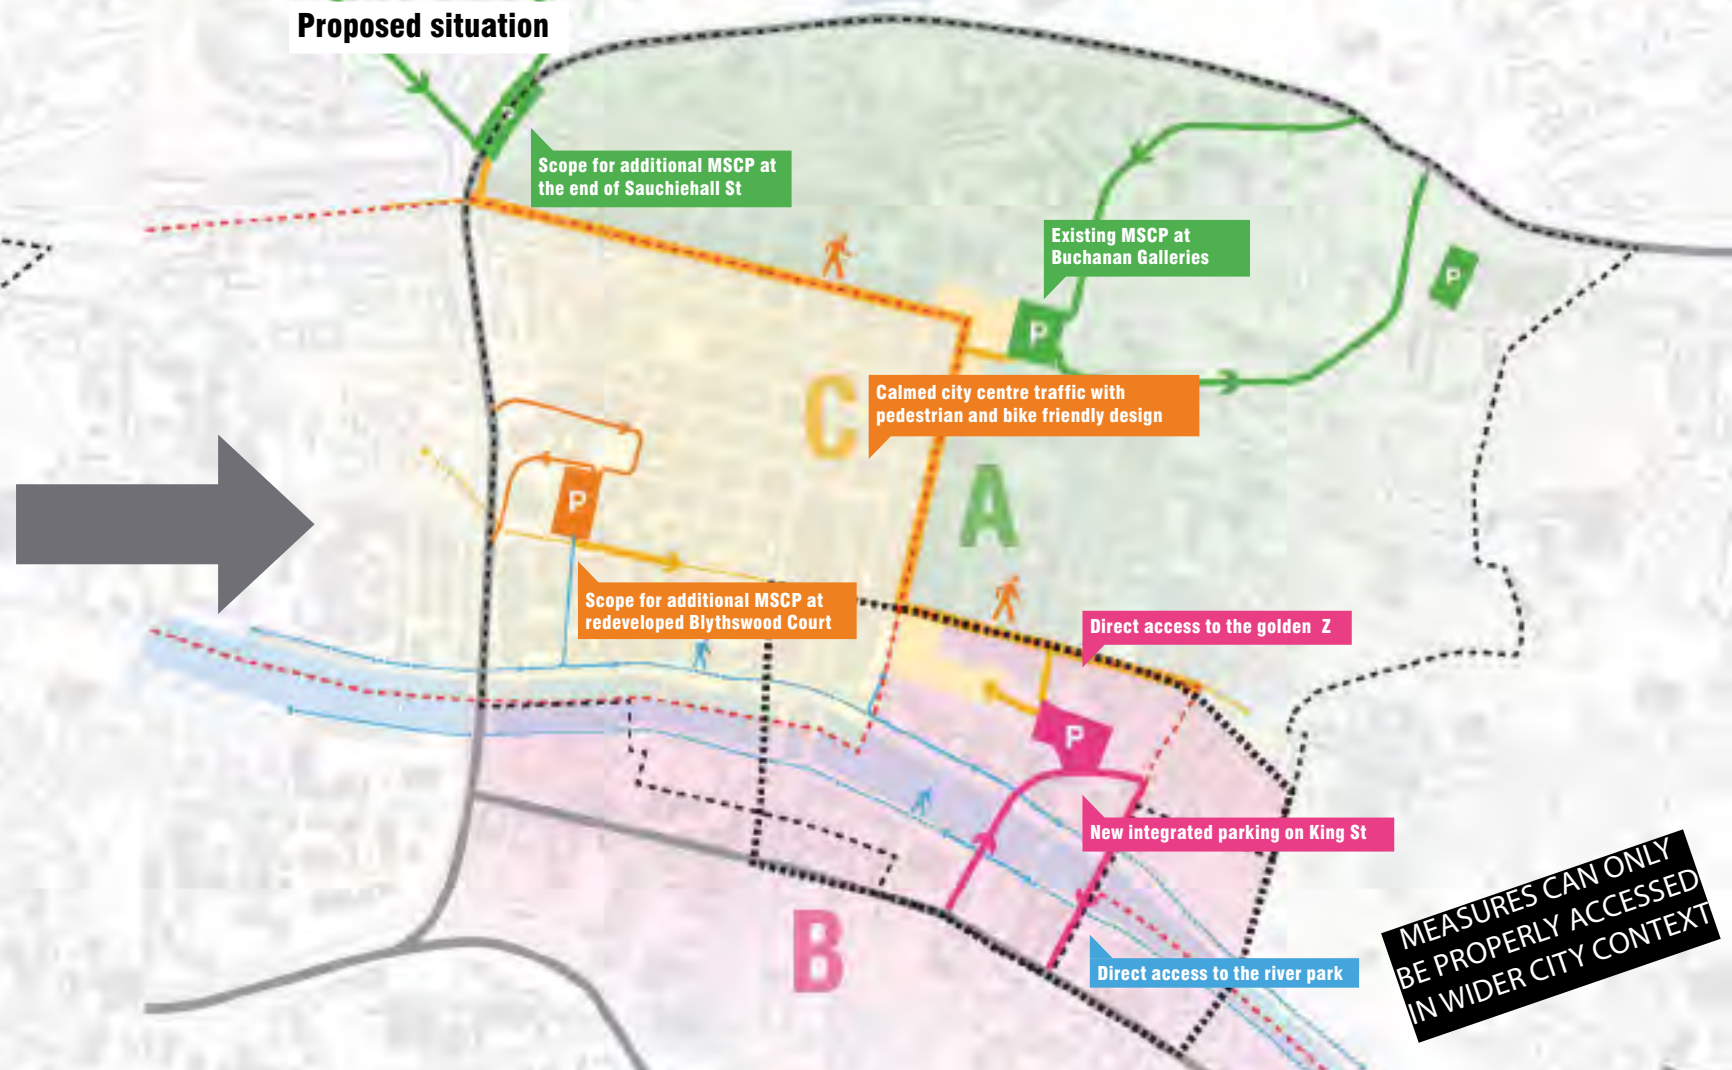 Proposed situation
P
Scope for additional MSCP at
the end of Sauchiehall St
Existing MSCP at
Buchanan Galleries
P
P
C
Calmed city centre traffic with
pedestrian and bike friendly design
A
P
Scope for additional MSCP at
redeveloped Blythswood Court
Direct access to the golden Z
P
New integrated parking on King St
B
Direct access to the river park
MEASURES CAN ONLY
BE PROPERLY ACCESSED
IN WIDER CITY CONTEXT